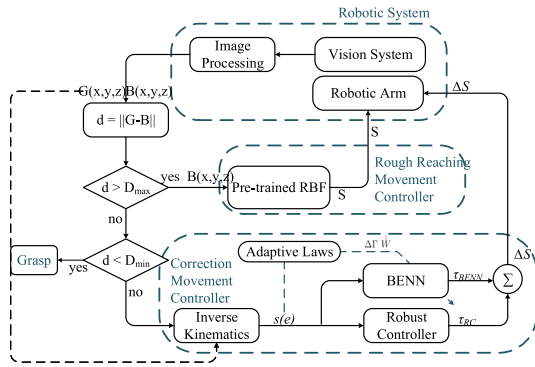 Robotic System
Image
Processing
Vision System
G(x,y,z)B(x,y,z)
Robotic Arm
ΔS
d = ||G-B||
S
Rough Reaching
Movement
Controller
d > Dmax
yes B(x,y,z)
Pre-trained RBF
S
no
d < Dmin
yes
Grasp
no
Correction
Movement
Controller
Adaptive Laws
ΔΓ Ẇ
ΔS
BENN
τBENN
Σ
Inverse
Kinematics
s(e)
Robust
Controller
τRC